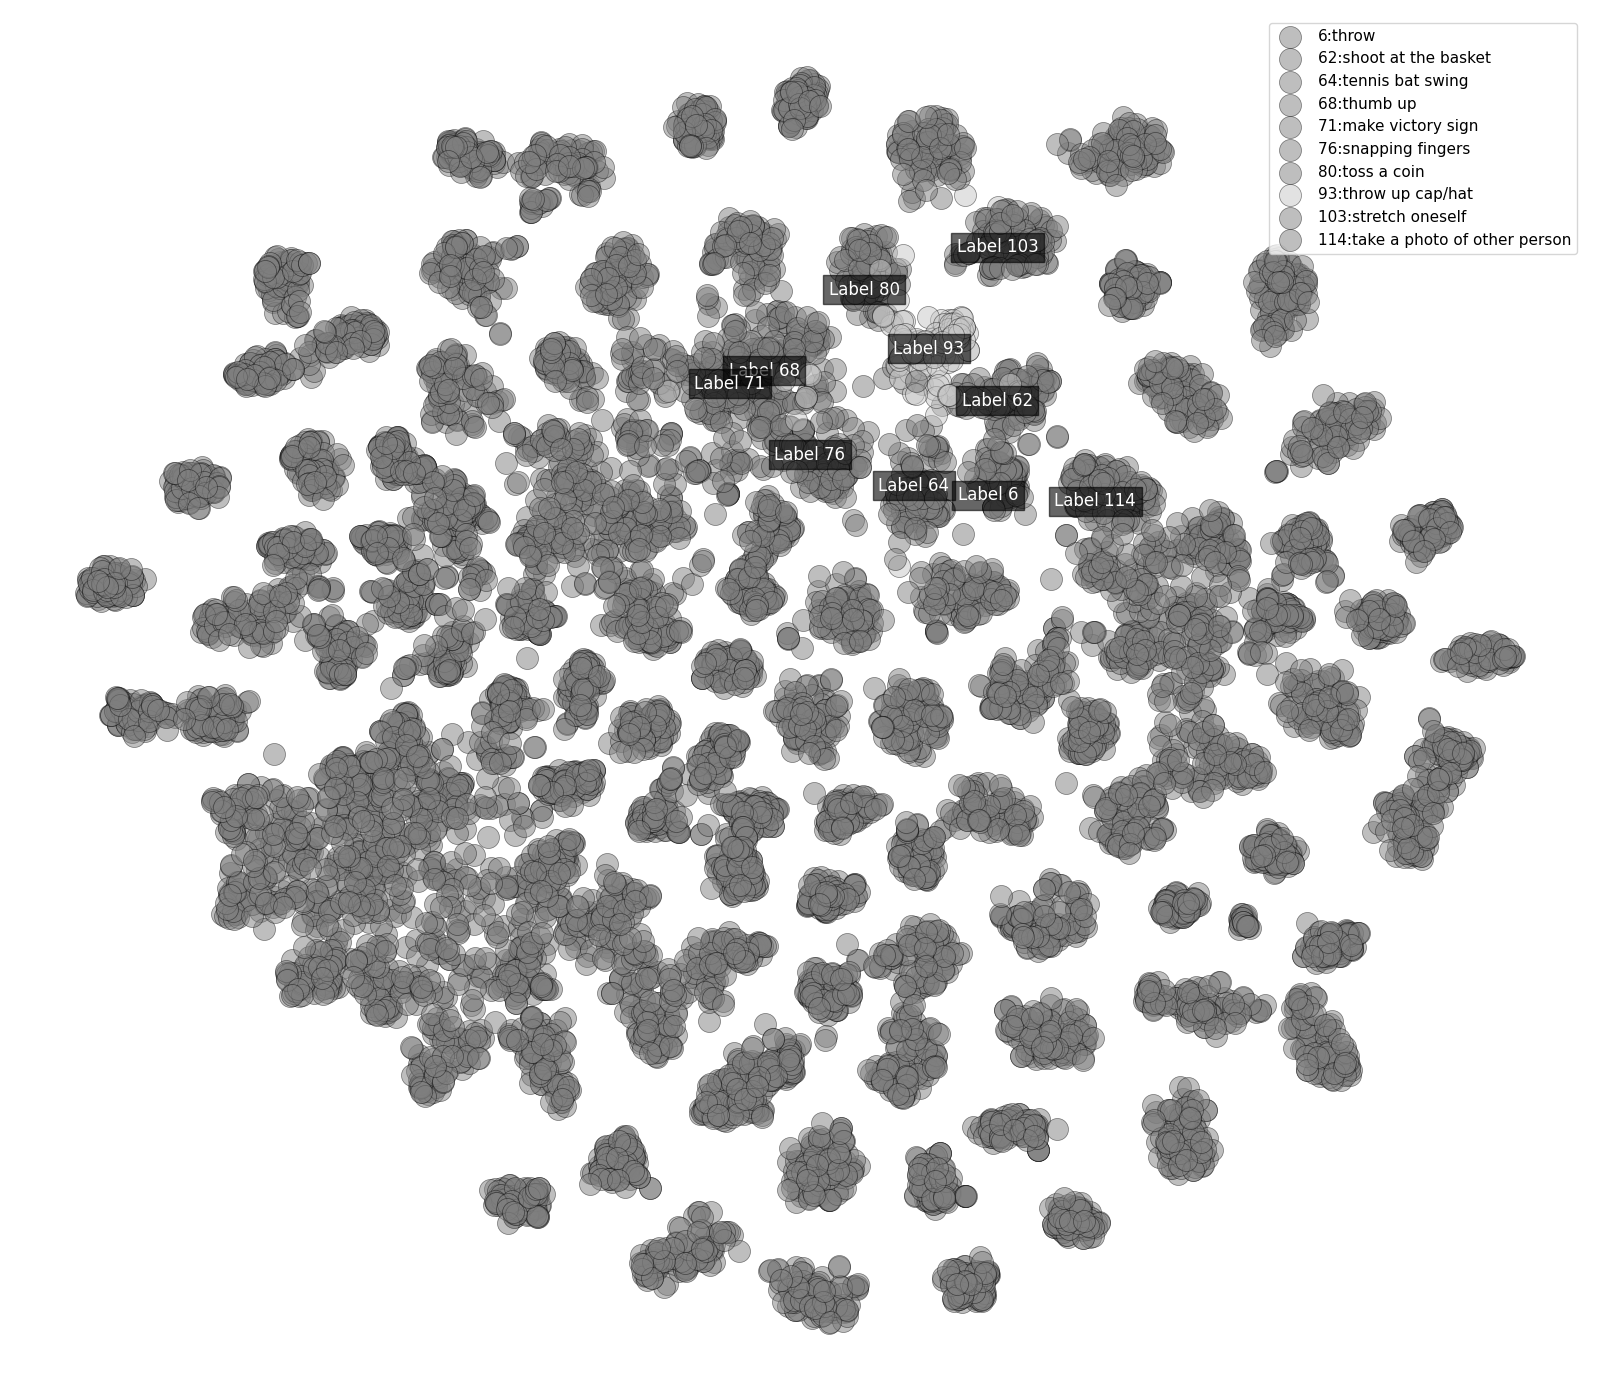 6:throw
62:shoot at the basket
64:tennis bat swing
68:thumb up
71:make victory sign
76:snapping fingers
80:toss a coin
93:throw up cap/hat
103:stretch oneself
114:take a photo of other person
Label 103
Label 80
Label 93
Label 68
Label 71
Label 62
Label 76
Label 64
Label 6
Label 114